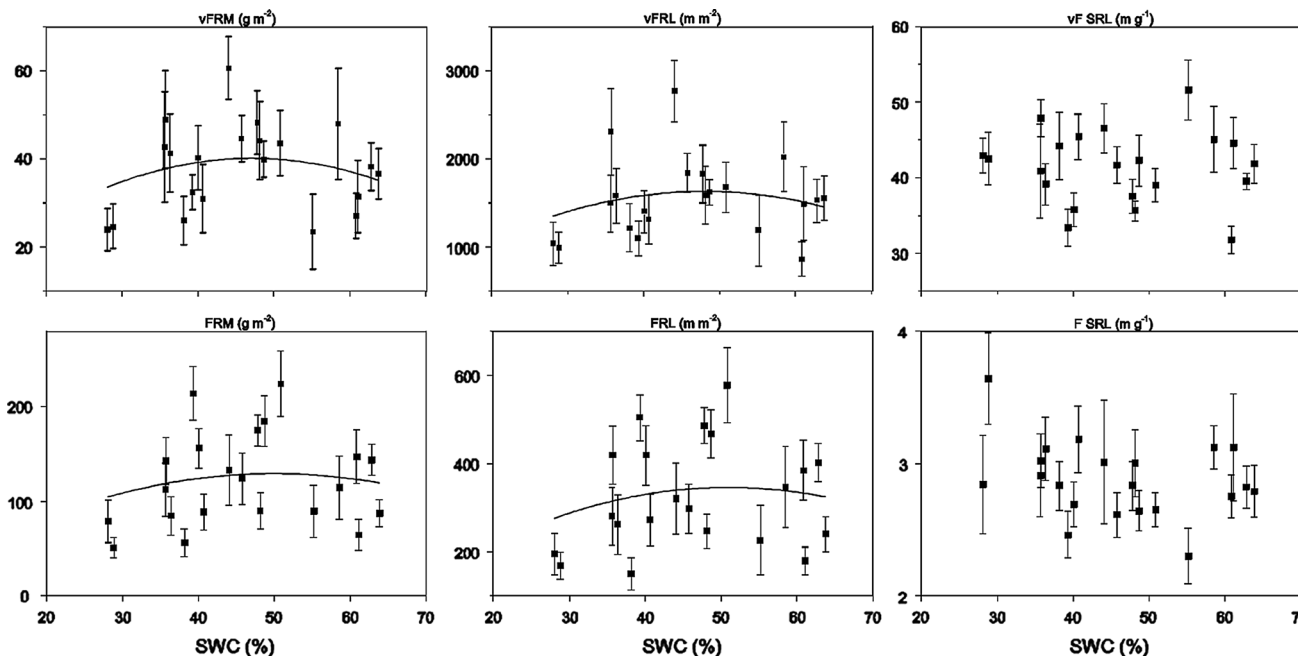 vFRM (g m⁻²)
vFRL (m m⁻²)
vF SRL (m g⁻¹)
60
40
20
3000
2000
1000
60
50
40
30
FRM (g m⁻²)
FRL (m m⁻²)
F SRL (m g⁻¹)
200
100
0
600
400
200
4
3
2
20 30 40 50 60 70
20 30 40 50 60 70
20 30 40 50 60 70
SWC (%)
SWC (%)
SWC (%)